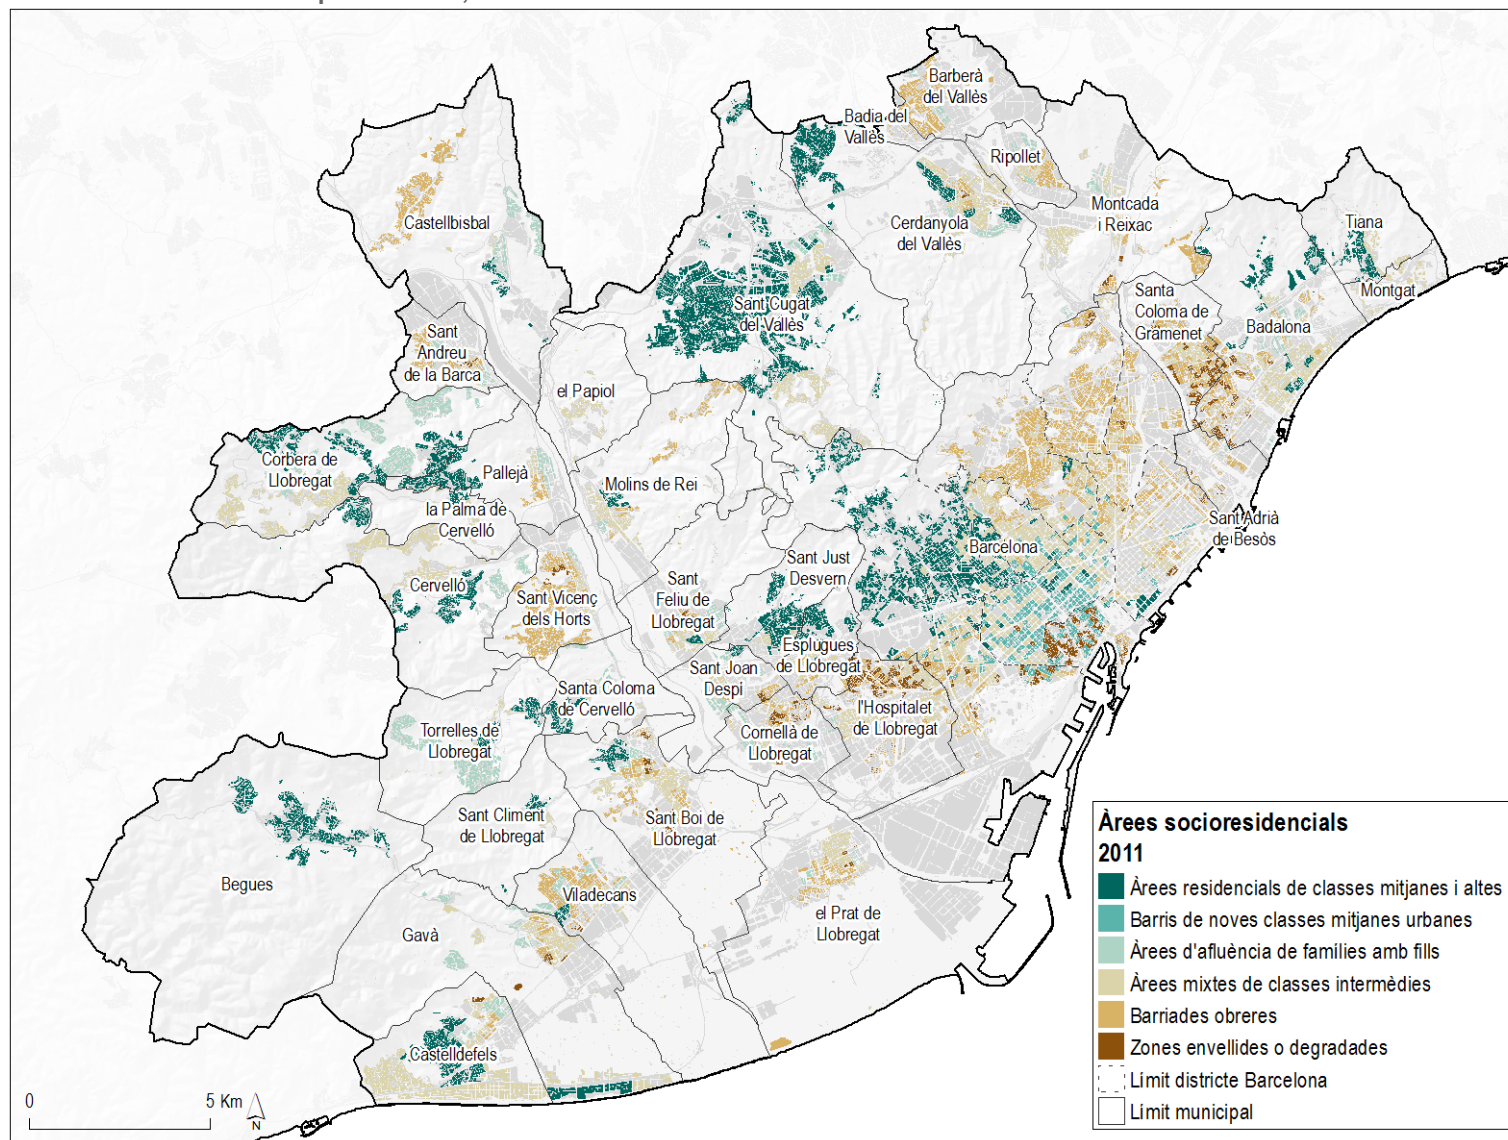 Barberà
del Vallès
Badia del
Vallès
Ripollet
Castellbisbal
Cerdanyola
del Vallès
Montcada
i Reixac
Tiana
Montgat
Santa
Coloma de
Gramenet
Badalona
Sant Cugat
del Vallès
Sant
Andreu
de la Barca
el Papiol
Corbera de
Llobregat
Pallejà
Molins de Rei
la Palma de
Cervelló
Sant Adrià
de Besòs
Barcelona
Sant Just
Desvern
Cervelló
Sant Vicenç
dels Horts
Sant
Feliu de
Llobregat
Esplugues
de Llobregat
Sant Joan
Despí
Santa Coloma
de Cervelló
l'Hospitalet
de Llobregat
Cornellà de
Llobregat
Torrelles de
Llobregat
Sant Climent
de Llobregat
Sant Boi de
Llobregat
Begues
Viladecans
el Prat de
Llobregat
Gavà
Castelldefels
0 5 Km
N
Àrees socioresidencials
2011
Àrees residencials de classes mitjanes i altes
Barris de noves classes mitjanes urbanes
Àrees d'afluència de famílies amb fills
Àrees mixtes de classes intermèdies
Barriades obreres
Zones envellides o degradades
Límit districte Barcelona
Límit municipal